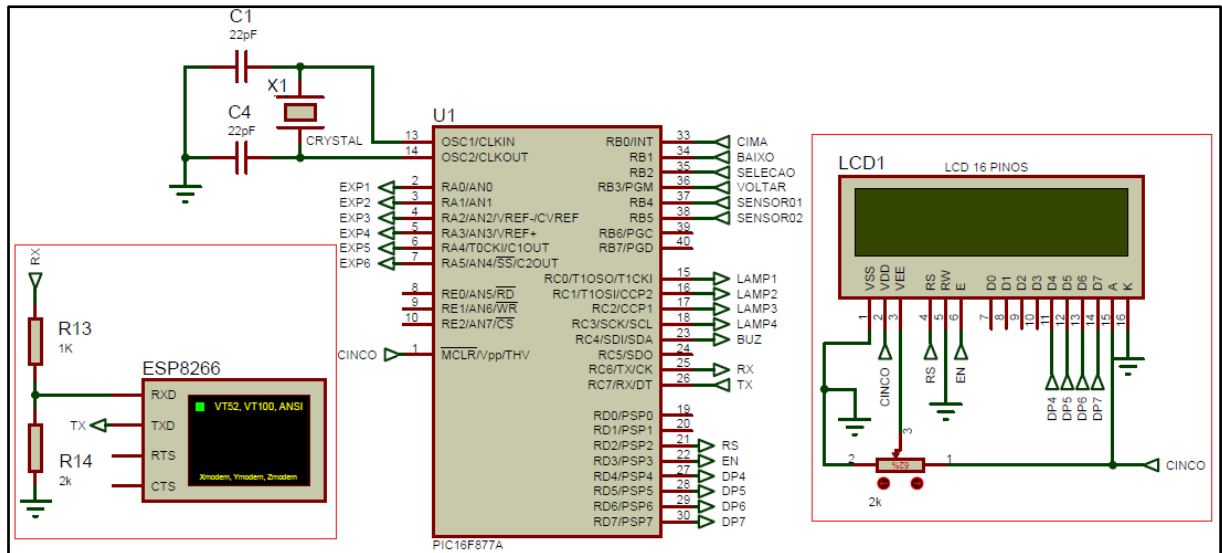 C1
22pF
X1
C4
22pF
CRYSTAL
U1
13 OSC1/CLKIN
14 OSC2/CLKOUT
EXP1 2 RA0/AN0
EXP2 3 RA1/AN1
EXP3 4 RA2/AN2/VREF-/CVREF
EXP4 5 RA3/AN3/VREF+
EXP5 6 RA4/T0CKI/C1OUT
EXP6 7 RA5/AN4/SS/C2OUT
8 RE0/AN5/RD
9 RE1/AN6/WR
10 RE2/AN7/CS
CINCO 1 MCLR/Vpp/THV
RB0/INT 33 CIMA
RB1 34 BAIXO
RB2 35 SELECAO
RB3/PGM 36 VOLTAR
RB4 37 SENSOR01
RB5 38 SENSOR02
RB6/PGC 39
RB7/PGD 40
RC0/T1OSO/T1CKI 15 LAMP1
RC1/T1OSI/CCP2 16 LAMP2
RC2/CCP1 17 LAMP3
RC3/SCK/SCL 18 LAMP4
RC4/SDI/SDA 23 BUZ
RC5/SDO 24
RC6/TX/CK 25 RX
RC7/RX/DT 26 TX
RD0/PSP0 19
RD1/PSP1 20
RD2/PSP2 21 RS
RD3/PSP3 22 EN
RD4/PSP4 27 DP4
RD5/PSP5 28 DP5
RD6/PSP6 29 DP6
RD7/PSP7 30 DP7
PIC16F877A
RX
R13
1K
ESP8266
RXD
TX TXD
RTS
CTS
VT52, VT100, ANSI
Xmodem, Ymodem, Zmodem
R14
2k
LCD1
LCD 16 PINOS
VSS VDD VEE RS RW E D0 D1 D2 D3 D4 D5 D6 D7 A K
1 2 3 4 5 6 7 8 9 10 11 12 13 14 15 16
CINCO RS EN DP4 DP5 DP6 DP7
3
2 62% 1 CINCO
2k